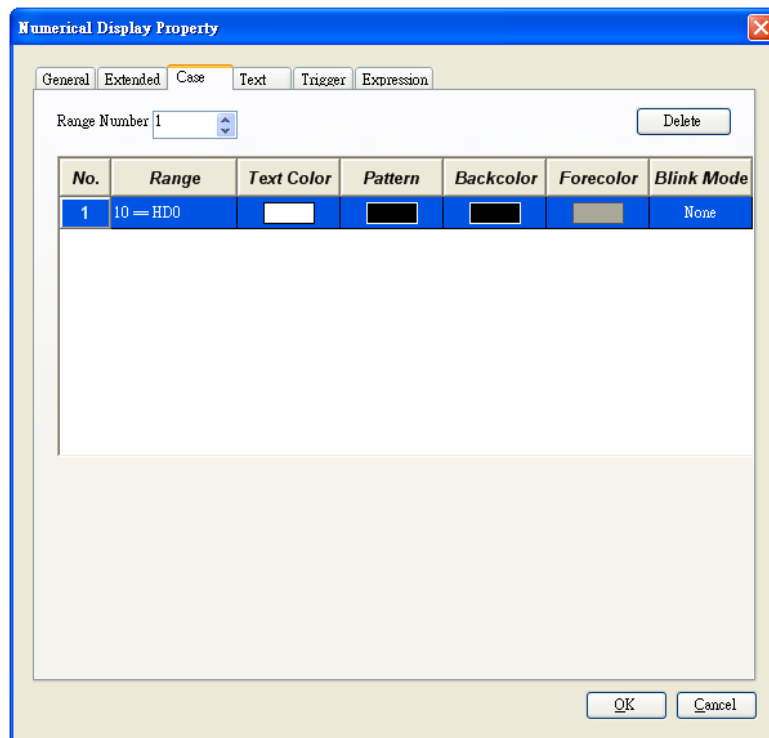 Numerical Display Property
General Extended Case Text Trigger Expression
Range Number 1 Delete
No. Range Text Color Pattern Backcolor Forecolor Blink Mode
1 10 == HD0 None
OK Cancel